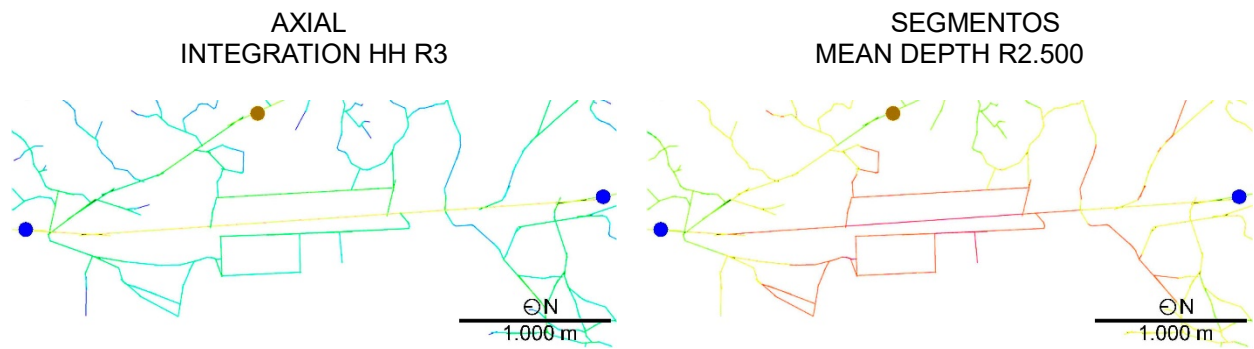 AXIAL
INTEGRATION HH R3
SEGMENTOS
MEAN DEPTH R2.500
N
1.000 m
N
1.000 m